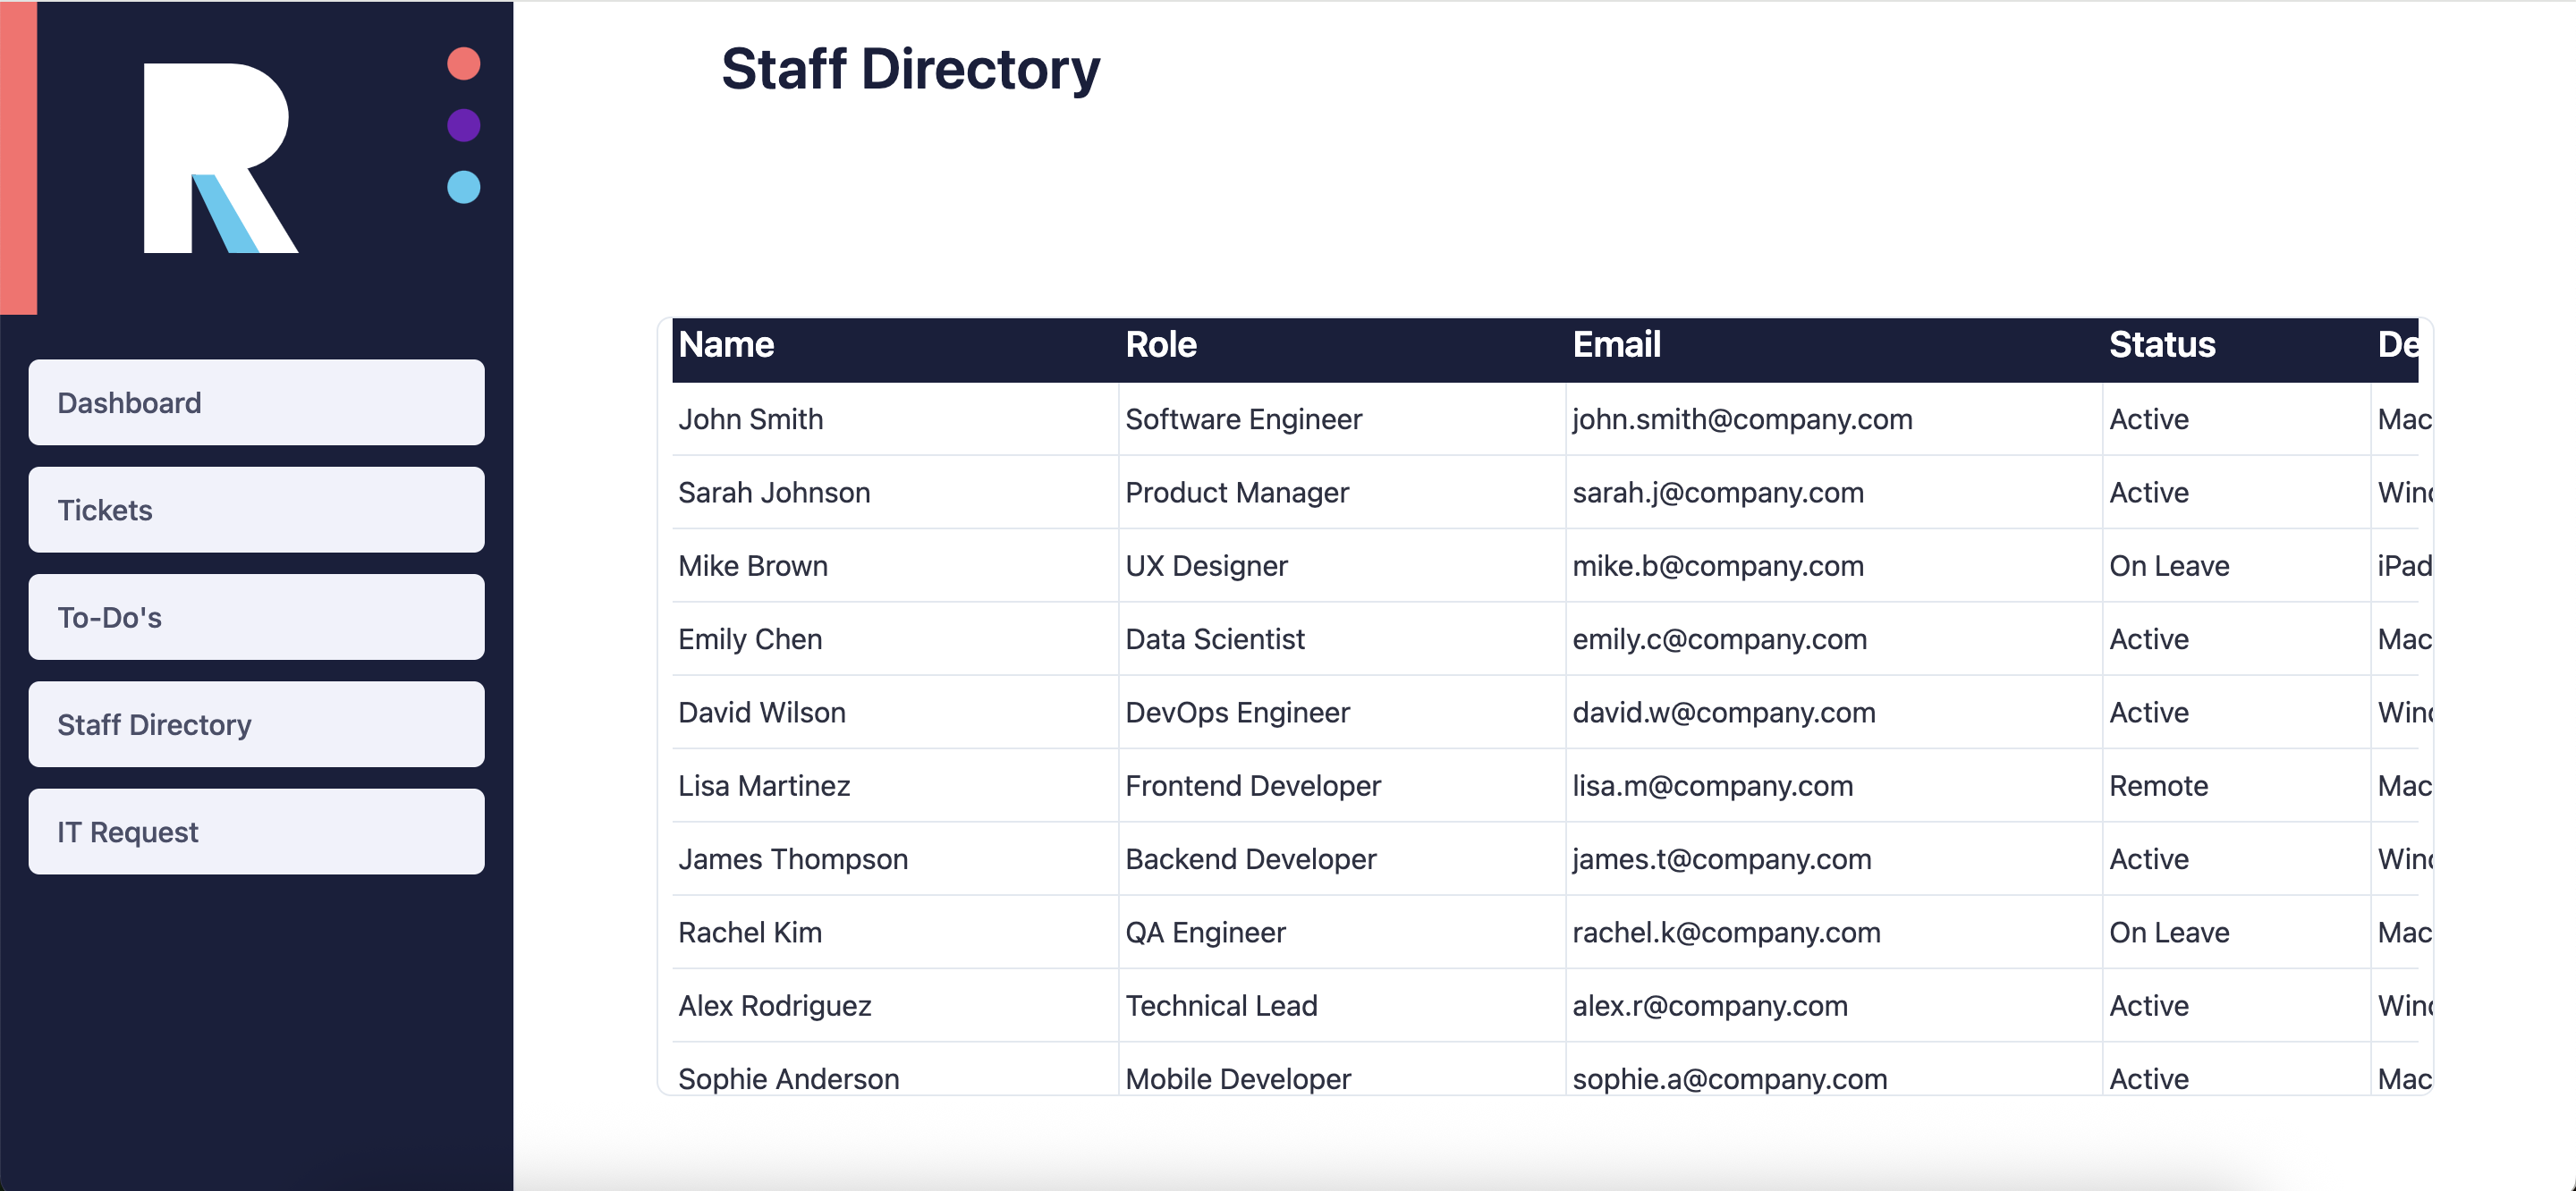 R
Staff Directory
Dashboard
Tickets
To-Do's
Staff Directory
IT Request
Name Role Email Status De
John Smith Software Engineer john.smith@company.com Active Mac
Sarah Johnson Product Manager sarah.j@company.com Active Win
Mike Brown UX Designer mike.b@company.com On Leave iPad
Emily Chen Data Scientist emily.c@company.com Active Mac
David Wilson DevOps Engineer david.w@company.com Active Win
Lisa Martinez Frontend Developer lisa.m@company.com Remote Mac
James Thompson Backend Developer james.t@company.com Active Win
Rachel Kim QA Engineer rachel.k@company.com On Leave Mac
Alex Rodriguez Technical Lead alex.r@company.com Active Win
Sophie Anderson Mobile Developer sophie.a@company.com Active Mac